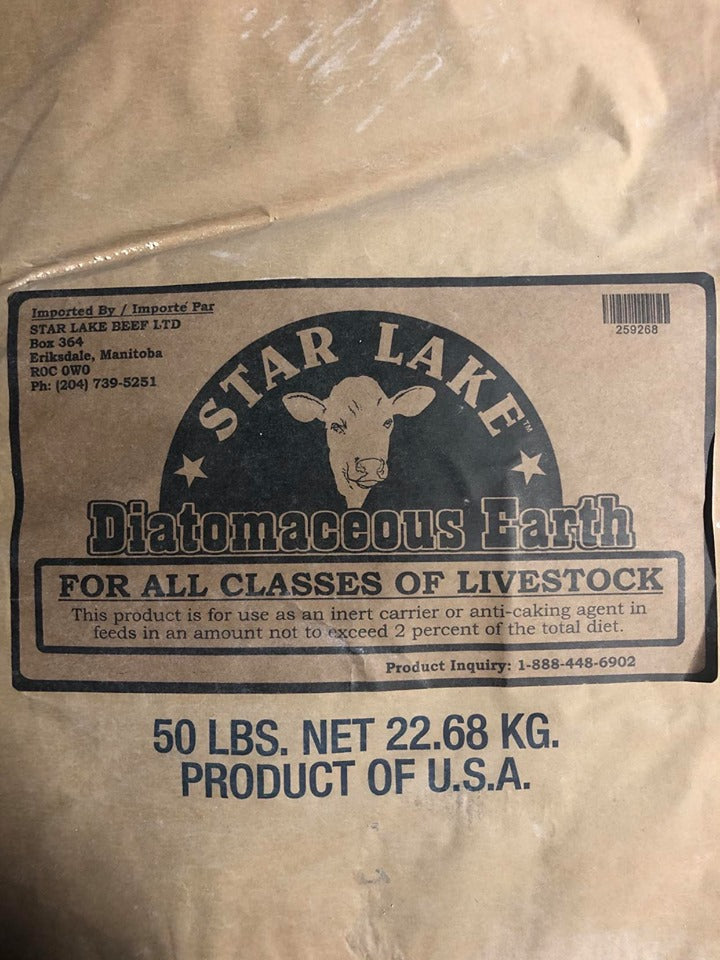 Imported By / Importé Par
STAR LAKE BEEF LTD
Box 364
Eriksdale, Manitoba
R0C 0W0
Ph: (204) 739-5251
259268
STAR LAKE™
Diatomaceous Earth
FOR ALL CLASSES OF LIVESTOCK
This product is for use as an inert carrier or anti-caking agent in
feeds in an amount not to exceed 2 percent of the total diet.
Product Inquiry: 1-888-448-6902
50 LBS. NET 22.68 KG.
PRODUCT OF U.S.A.